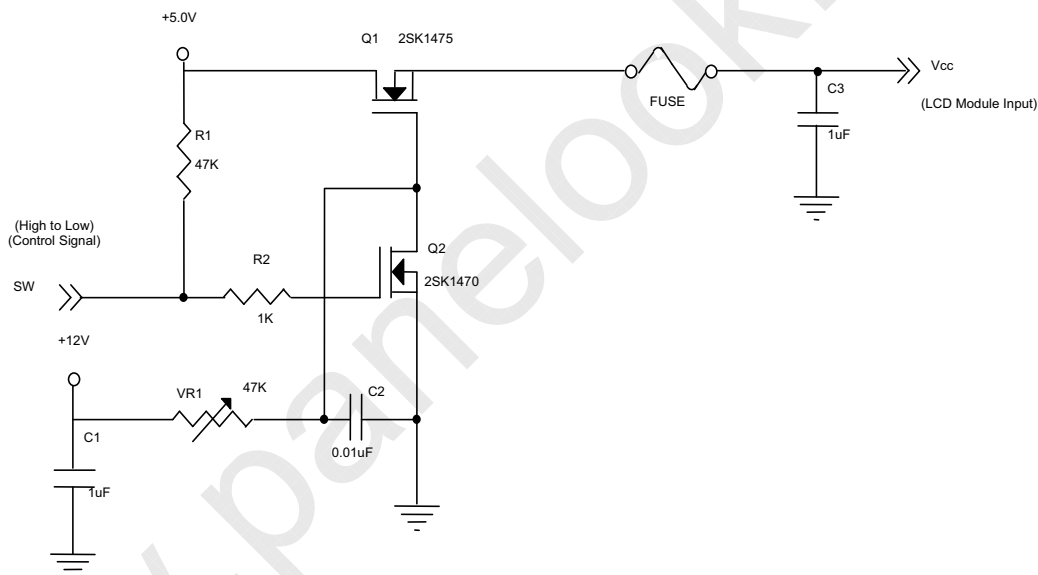 +5.0V
Q1 2SK1475
Vcc
FUSE
C3
(LCD Module Input)
1uF
R1
47K
(High to Low)
(Control Signal)
Q2
R2
2SK1470
SW
1K
+12V
VR1
47K
C2
C1
0.01uF
1uF
panelook